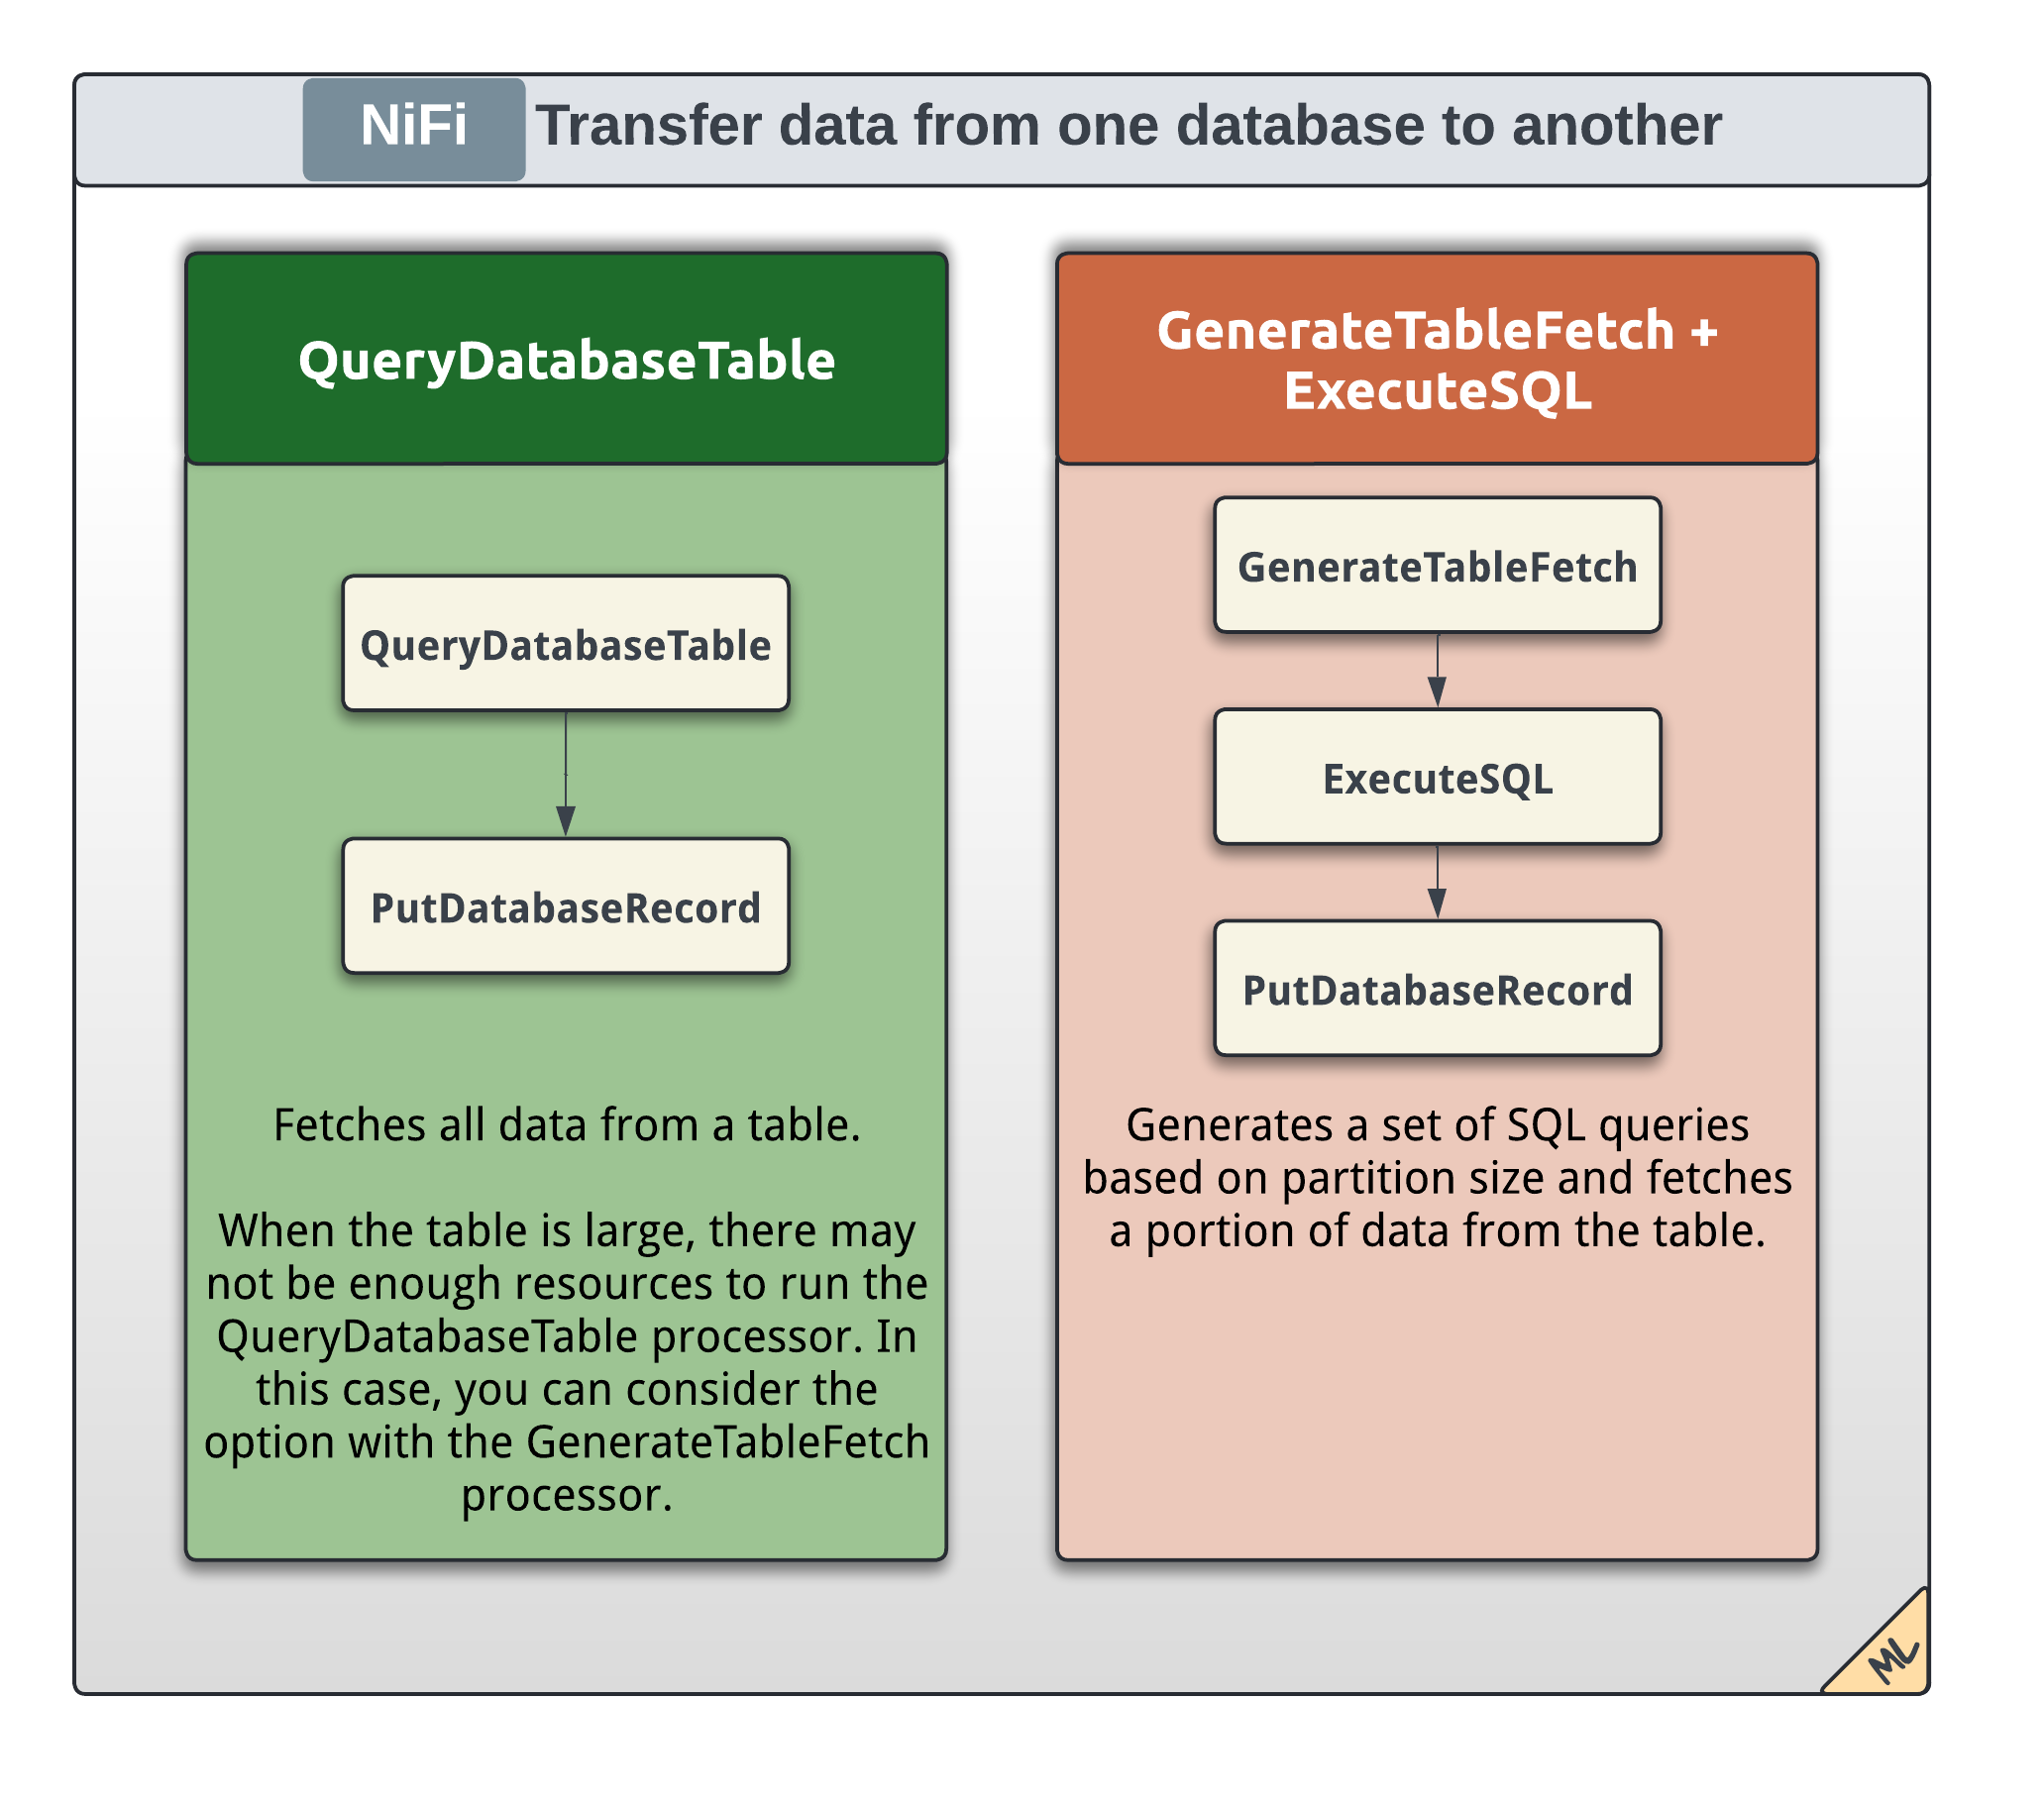 NiFi Transfer data from one database to another
QueryDatabaseTable
QueryDatabaseTable
PutDatabaseRecord
Fetches all data from a table.
When the table is large, there may
not be enough resources to run the
QueryDatabaseTable processor. In
this case, you can consider the
option with the GenerateTableFetch
processor.
GenerateTableFetch +
ExecuteSQL
GenerateTableFetch
ExecuteSQL
PutDatabaseRecord
Generates a set of SQL queries
based on partition size and fetches
a portion of data from the table.
ML